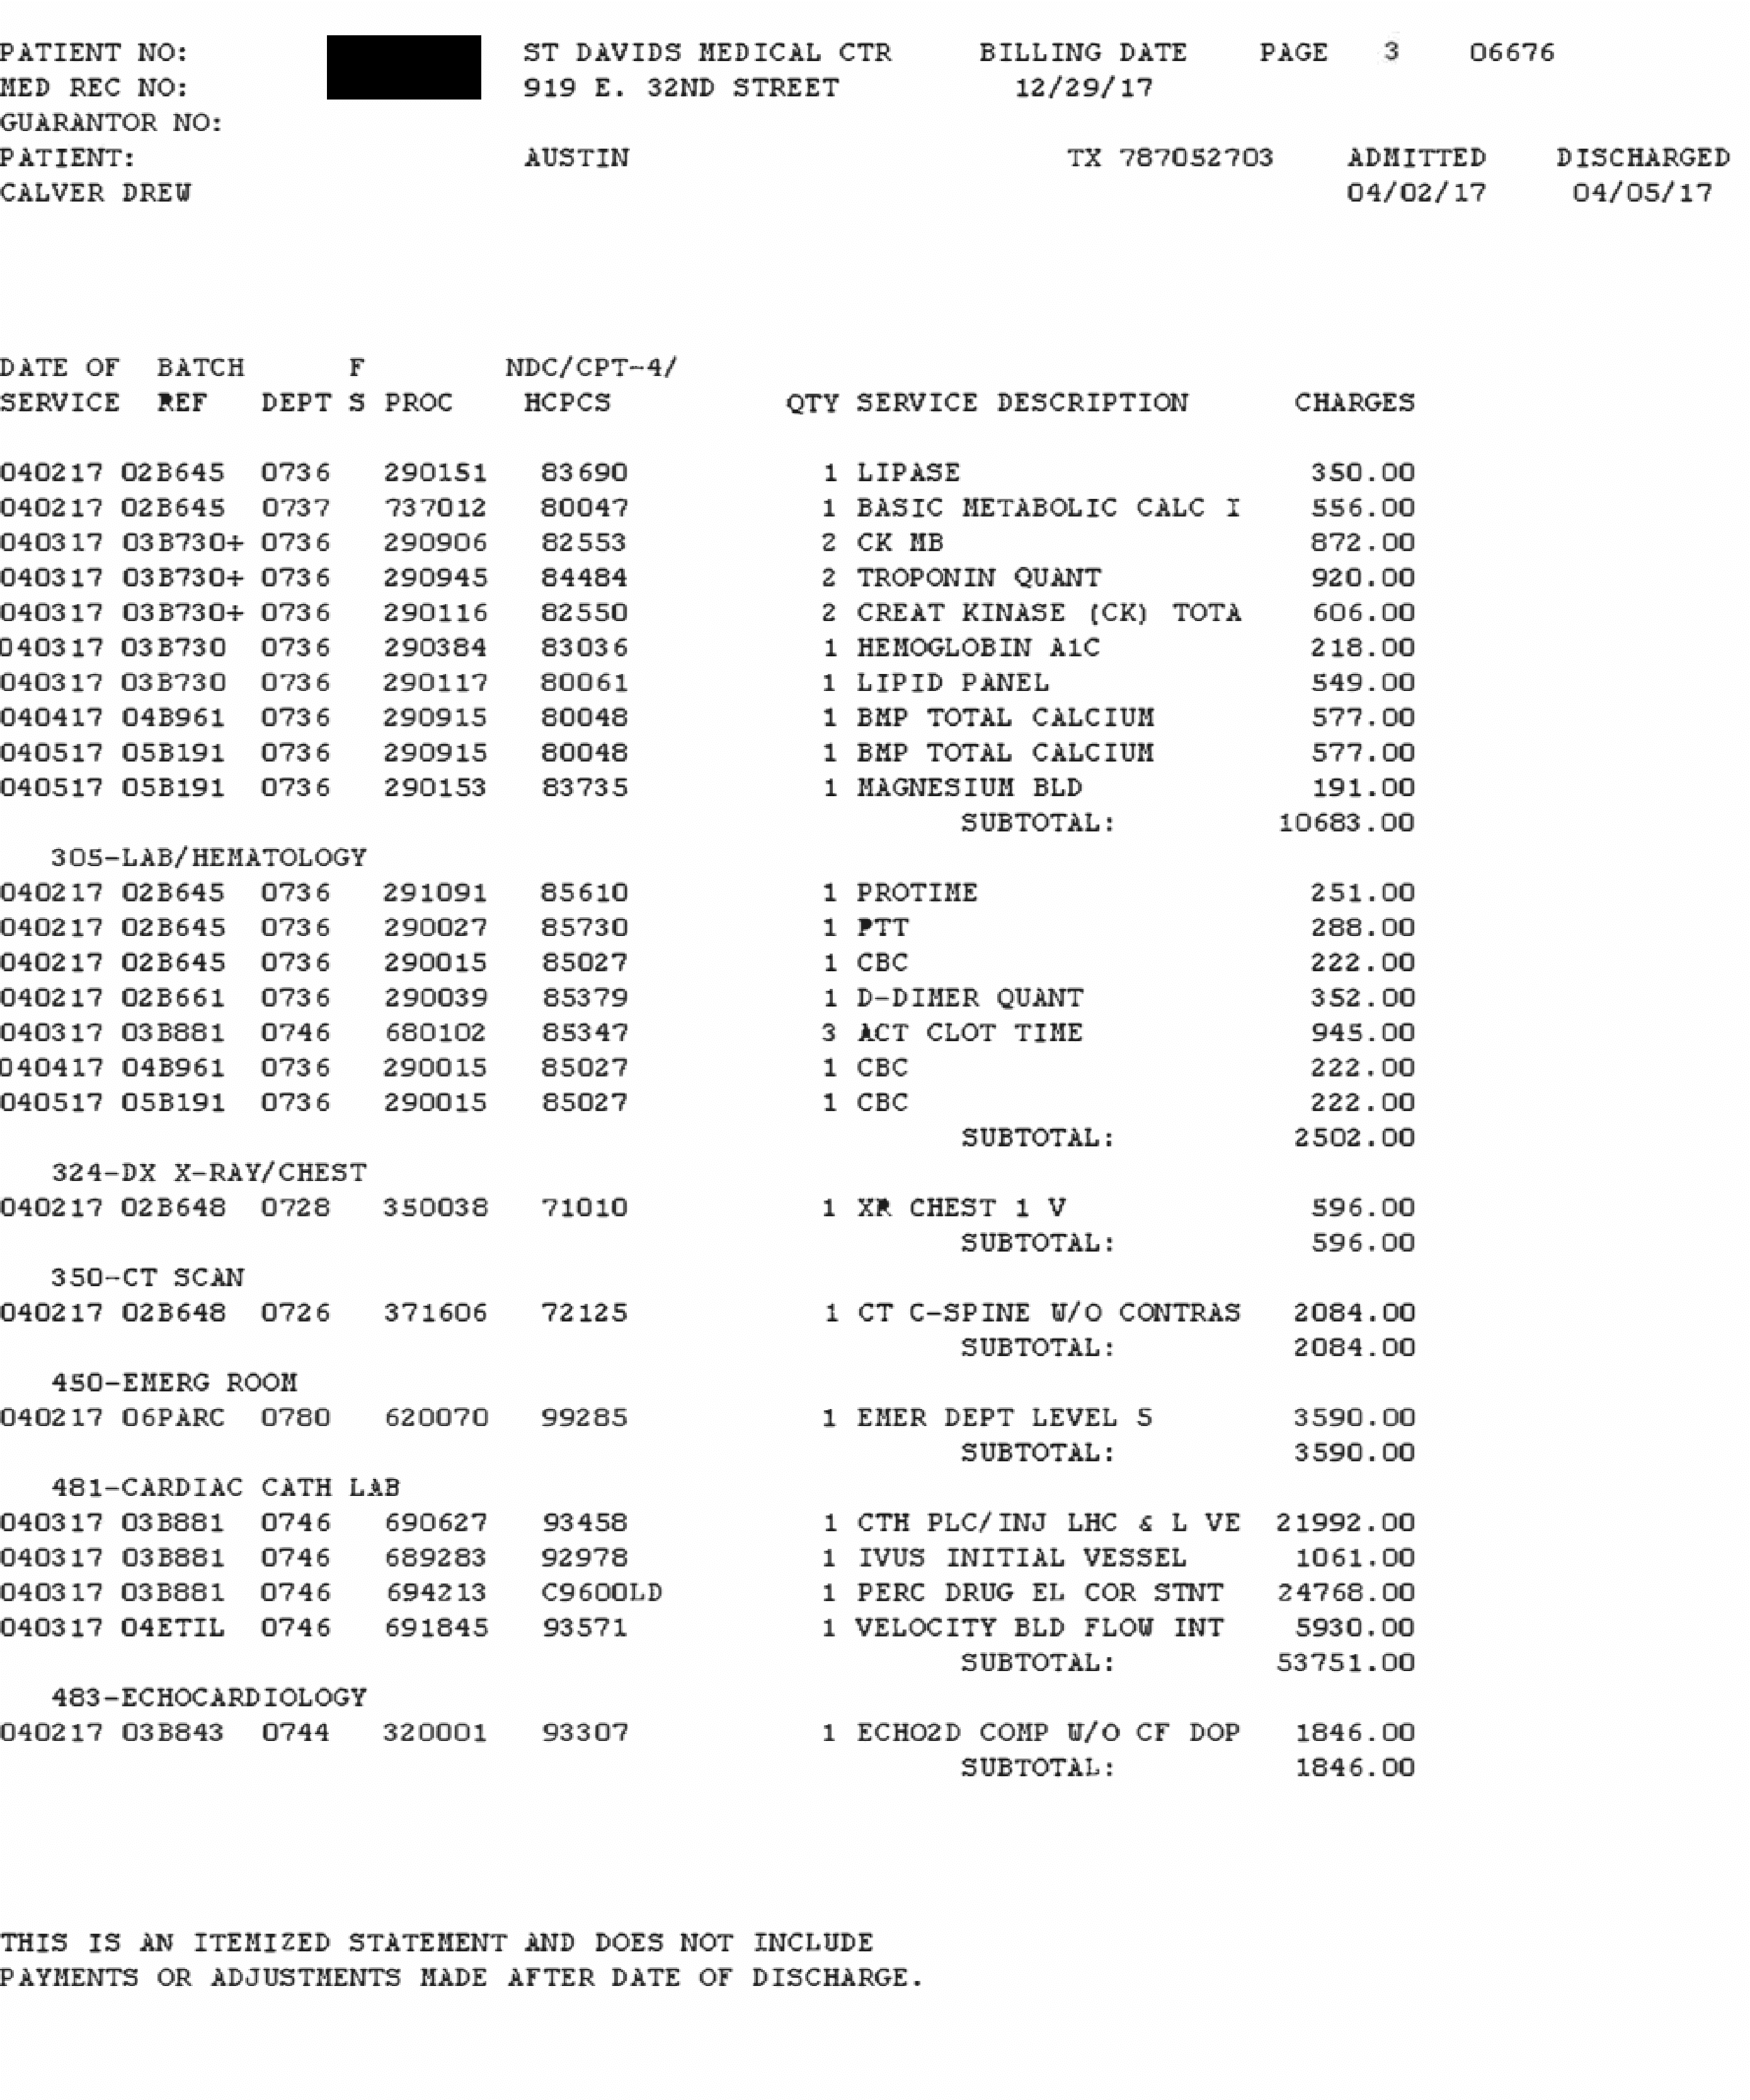 PATIENT NO: ST DAVIDS MEDICAL CTR BILLING DATE PAGE 3 06676
MED REC NO: 919 E. 32ND STREET 12/29/17
GUARANTOR NO:
PATIENT: AUSTIN TX 787052703 ADMITTED DISCHARGED
CALVER DREW 04/02/17 04/05/17
DATE OF BATCH F NDC/CPT-4/
SERVICE REF DEPT S PROC HCPCS QTY SERVICE DESCRIPTION CHARGES
040217 02B645 0736 290151 83690 1 LIPASE 350.00
040217 02B645 0737 737012 80047 1 BASIC METABOLIC CALC I 556.00
040317 03B730+ 0736 290906 82553 2 CK MB 872.00
040317 03B730+ 0736 290945 84484 2 TROPONIN QUANT 920.00
040317 03B730+ 0736 290116 82550 2 CREAT KINASE (CK) TOTA 606.00
040317 03B730 0736 290384 83036 1 HEMOGLOBIN A1C 218.00
040317 03B730 0736 290117 80061 1 LIPID PANEL 549.00
040417 04B961 0736 290915 80048 1 BMP TOTAL CALCIUM 577.00
040517 05B191 0736 290915 80048 1 BMP TOTAL CALCIUM 577.00
040517 05B191 0736 290153 83735 1 MAGNESIUM BLD 191.00
SUBTOTAL: 10683.00
305-LAB/HEMATOLOGY
040217 02B645 0736 291091 85610 1 PROTIME 251.00
040217 02B645 0736 290027 85730 1 PTT 288.00
040217 02B645 0736 290015 85027 1 CBC 222.00
040217 02B661 0736 290039 85379 1 D-DIMER QUANT 352.00
040317 03B881 0746 680102 85347 3 ACT CLOT TIME 945.00
040417 04B961 0736 290015 85027 1 CBC 222.00
040517 05B191 0736 290015 85027 1 CBC 222.00
SUBTOTAL: 2502.00
324-DX X-RAY/CHEST
040217 02B648 0728 350038 71010 1 XR CHEST 1 V 596.00
SUBTOTAL: 596.00
350-CT SCAN
040217 02B648 0726 371606 72125 1 CT C-SPINE W/O CONTRAS 2084.00
SUBTOTAL: 2084.00
450-EMERG ROOM
040217 06PARC 0780 620070 99285 1 EMER DEPT LEVEL 5 3590.00
SUBTOTAL: 3590.00
481-CARDIAC CATH LAB
040317 03B881 0746 690627 93458 1 CTH PLC/INJ LHC & L VE 21992.00
040317 03B881 0746 689283 92978 1 IVUS INITIAL VESSEL 1061.00
040317 03B881 0746 694213 C9600LD 1 PERC DRUG EL COR STNT 24768.00
040317 04ETIL 0746 691845 93571 1 VELOCITY BLD FLOW INT 5930.00
SUBTOTAL: 53751.00
483-ECHOCARDIOLOGY
040217 03B843 0744 320001 93307 1 ECHO2D COMP W/O CF DOP 1846.00
SUBTOTAL: 1846.00
THIS IS AN ITEMIZED STATEMENT AND DOES NOT INCLUDE
PAYMENTS OR ADJUSTMENTS MADE AFTER DATE OF DISCHARGE.